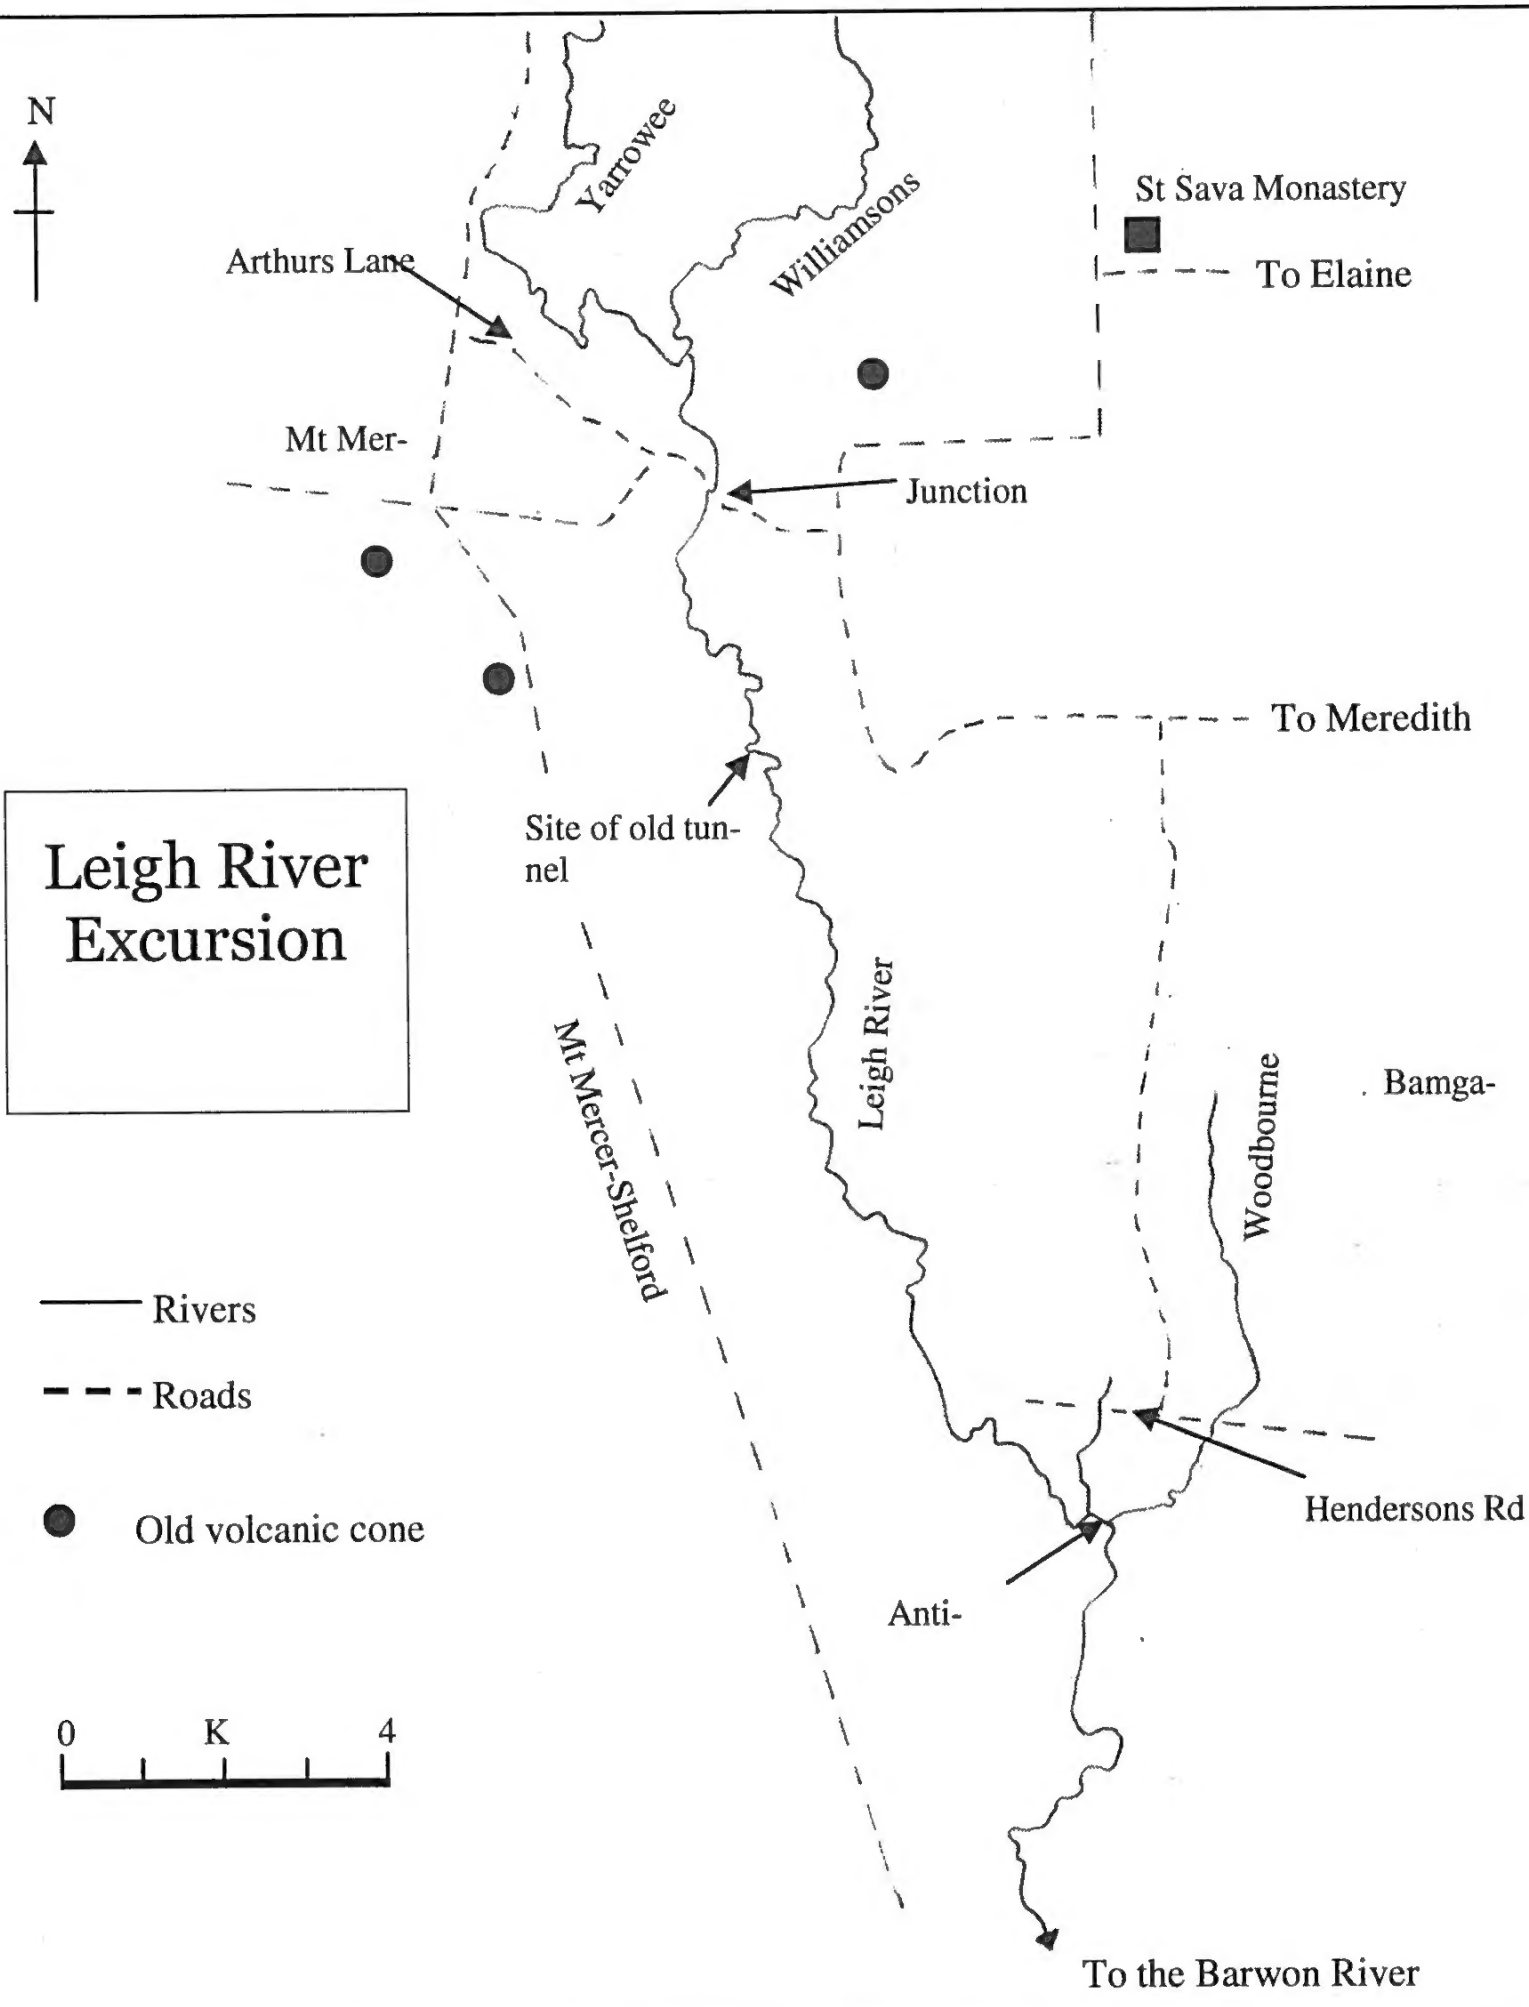 N
Yarrowee
Williamsons
St Sava Monastery
Arthurs Lane
To Elaine
Mt Mer-
Junction
To Meredith
Site of old tun-
nel
Leigh River
Excursion
Leigh River
Mt Mercer-Shelford
Woodbourne
Bamga-
Rivers
Roads
Hendersons Rd
Old volcanic cone
Anti-
0 K 4
To the Barwon River